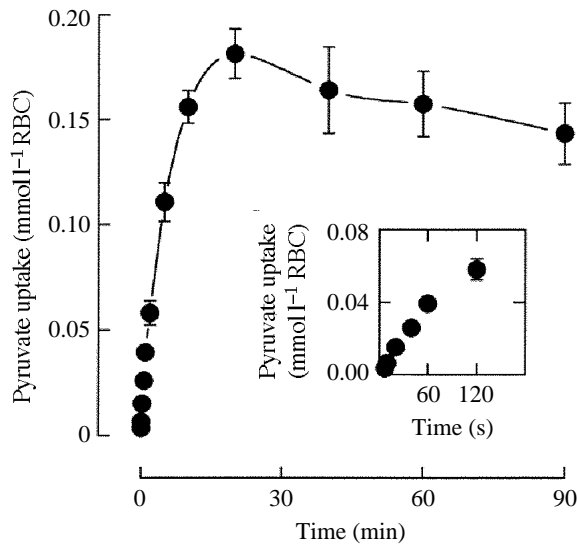 Pyruvate uptake (mmol l–1 RBC)
0.20
0.15
0.10
0.05
0
0 30 60 90
Time (min)
Pyruvate uptake
(mmol l–1 RBC)
0.08
0.04
0.00
60 120
Time (s)